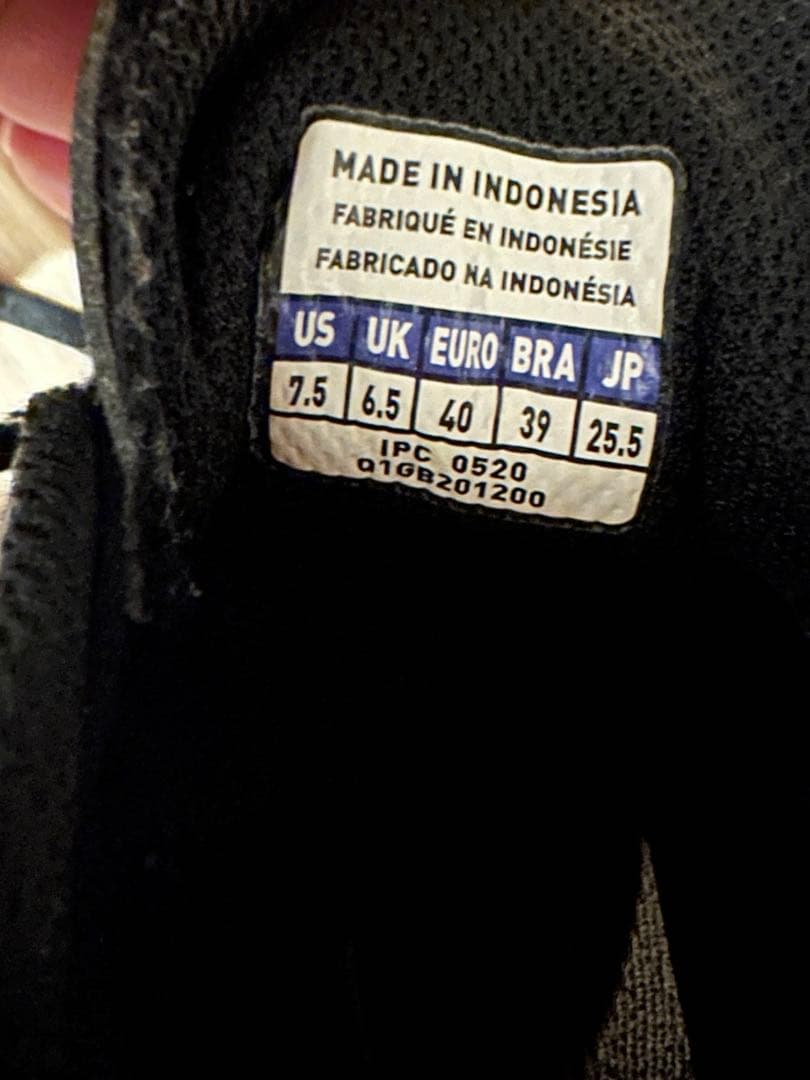 MADE IN INDONESIA
FABRIQUÉ EN INDONÉSIE
FABRICADO NA INDONÉSIA
US UK EURO BRA JP
7.5 6.5 40 39 25.5
IPC 0520
Q1GB201200